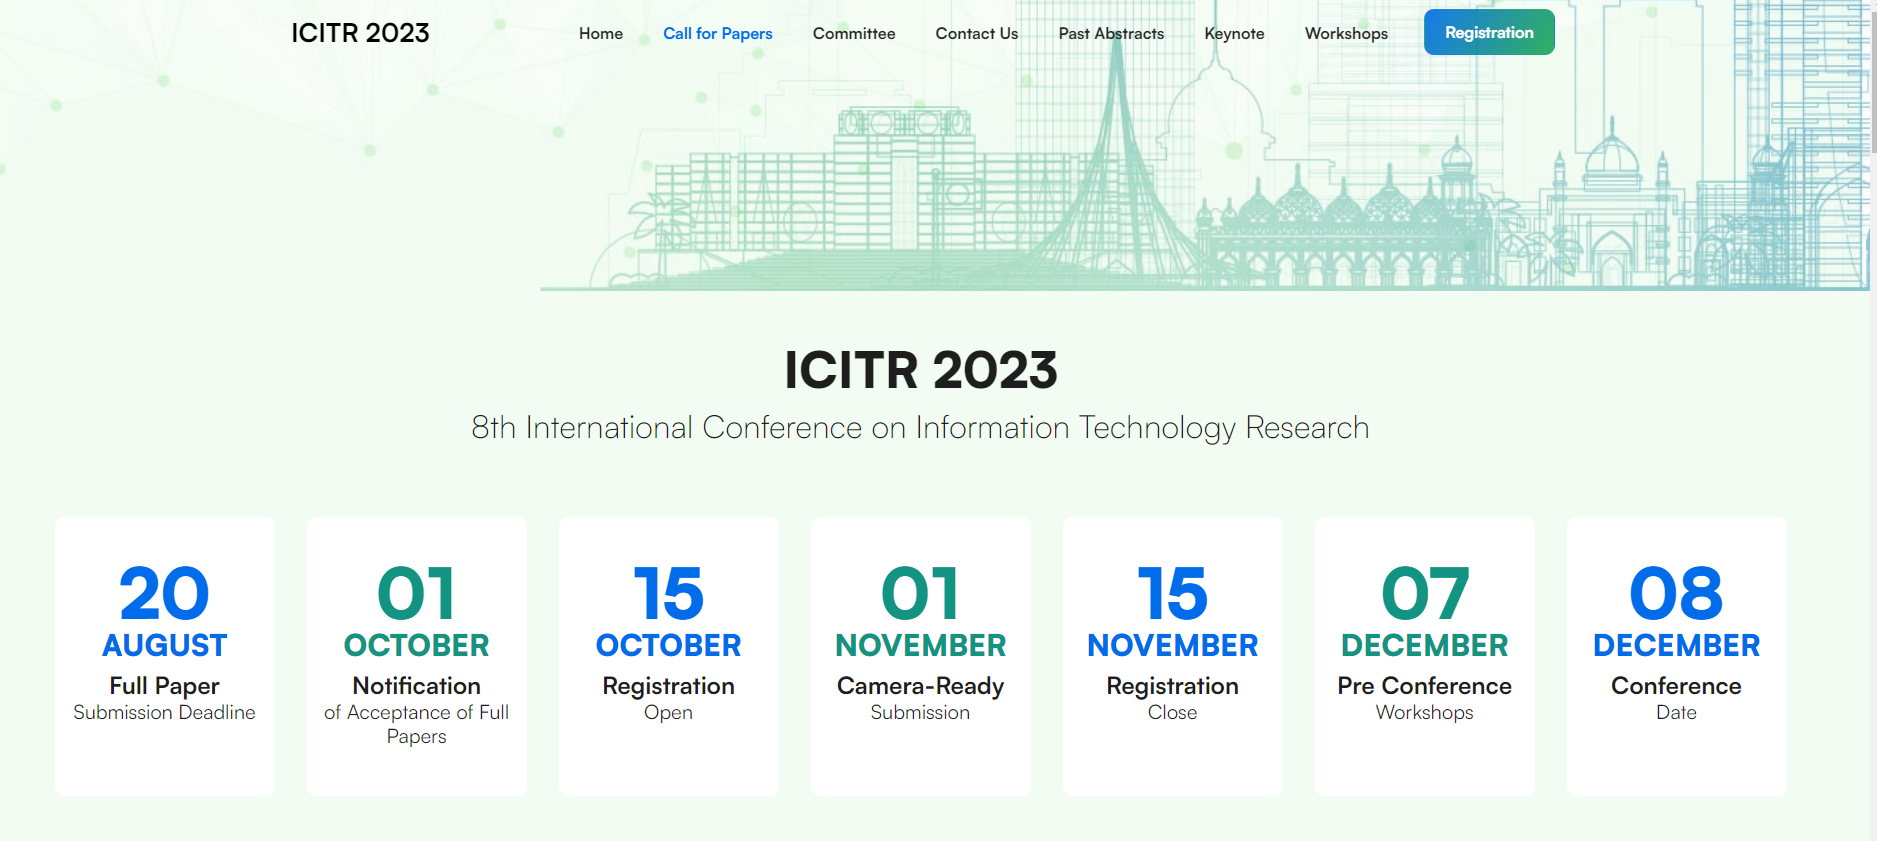 ICITR 2023
Home Call for Papers Committee Contact Us Past Abstracts Keynote Workshops Registration
ICITR 2023
8th International Conference on Information Technology Research
20
AUGUST
Full Paper
Submission Deadline
01
OCTOBER
Notification
of Acceptance of Full
Papers
15
OCTOBER
Registration
Open
01
NOVEMBER
Camera-Ready
Submission
15
NOVEMBER
Registration
Close
07
DECEMBER
Pre Conference
Workshops
08
DECEMBER
Conference
Date